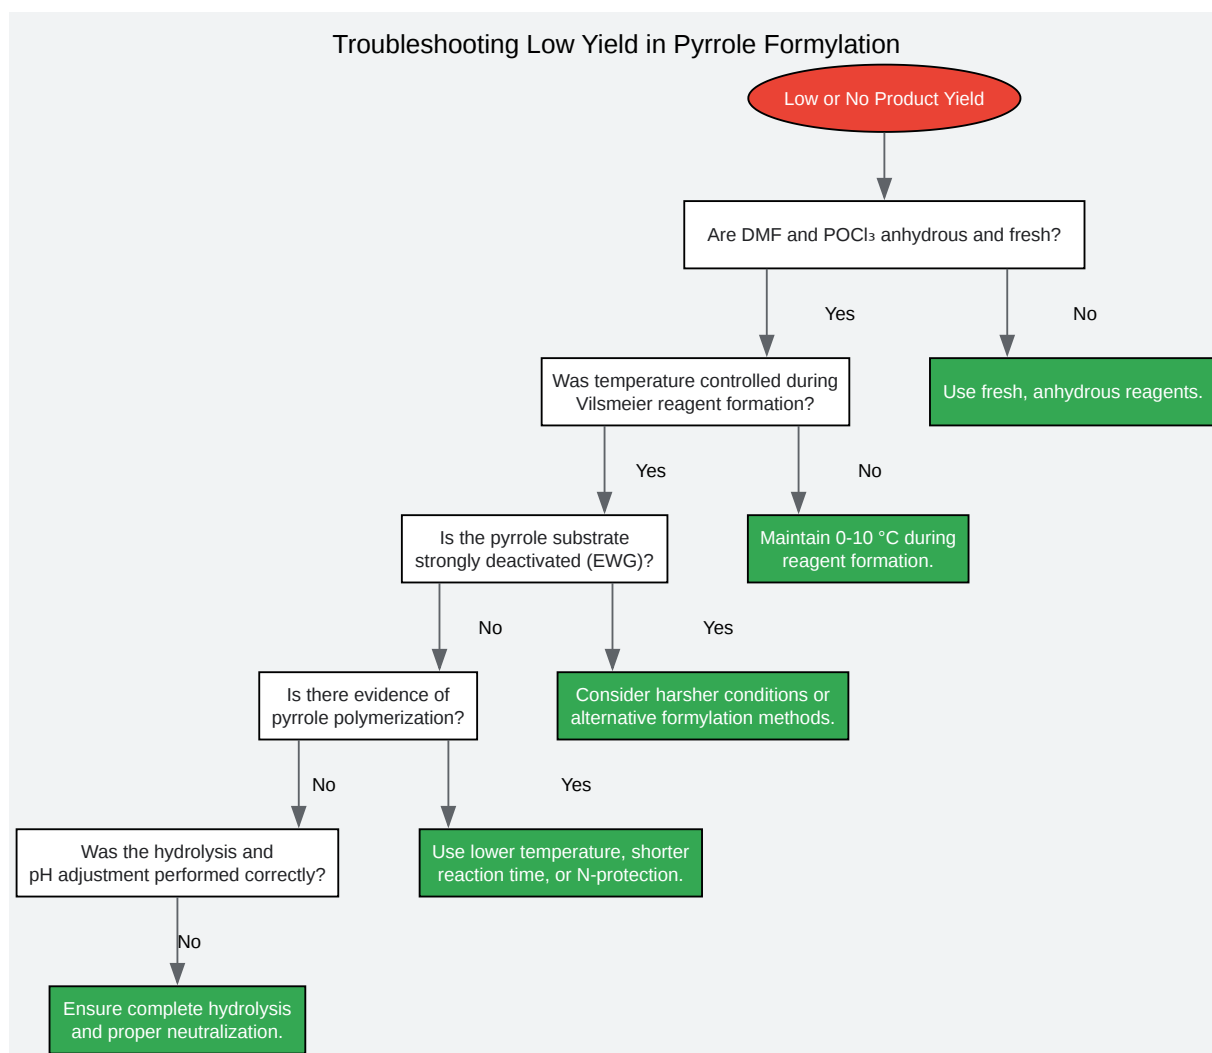 Troubleshooting Low Yield in Pyrrole Formylation
Low or No Product Yield
Are DMF and POCl₃ anhydrous and fresh?
Yes
No
Was temperature controlled during
Vilsmeier reagent formation?
Use fresh, anhydrous reagents.
Yes
No
Is the pyrrole substrate
strongly deactivated (EWG)?
Maintain 0-10 °C during
reagent formation.
No
Yes
Is there evidence of
pyrrole polymerization?
Consider harsher conditions or
alternative formylation methods.
No
Yes
Was the hydrolysis and
pH adjustment performed correctly?
Use lower temperature, shorter
reaction time, or N-protection.
No
Ensure complete hydrolysis
and proper neutralization.